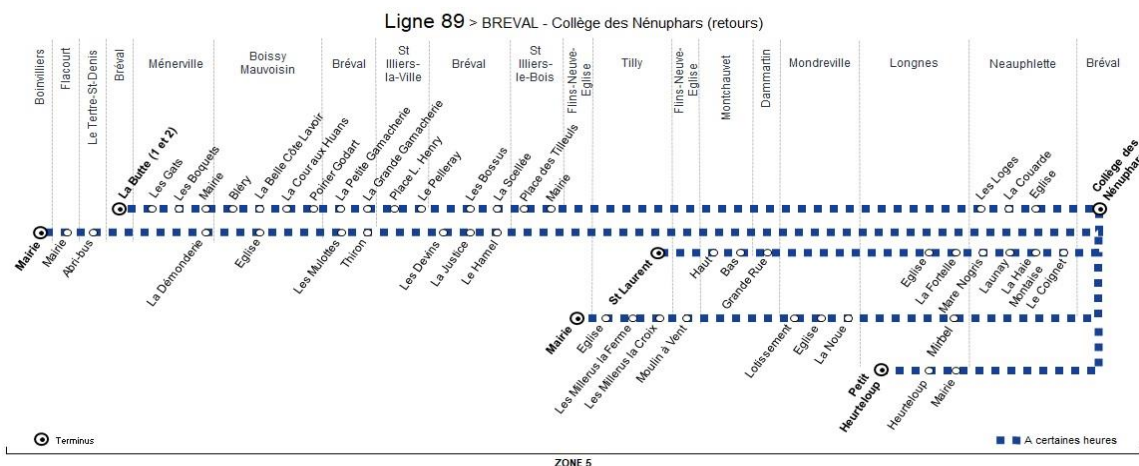 Ligne 89 > BREVAL - Collège des Nénuphars (retours)
Boinvilliers
Flacourt
Le Tertre-St-Denis
Bréval
Ménerville
Boissy
Mauvoisin
Bréval
St
Illiers-
la-Ville
Bréval
St
Illiers-
le-Bois
Flins-Neuve-
Eglise
Tilly
Flins-Neuve-
Eglise
Montchauvet
Dammartin
Mondreville
Longnes
Neauphlette
Bréval
La Butte (1 et 2)
Les Gats
Les Boquets
Mairie
Bléry
La Belle Côte Lavoir
La Couraux Huans
Poirier Godart
La Petite Gamacherie
La Grande Gamacherie
Place L. Henry
Le Pelleray
Les Bossus
La Scellée
Place des Tilleuls
Mairie
Les Loges
La Couarde
Eglise
Collège des
Nénuphars
Mairie
Mairie
Abri-bus
La Démonderie
Eglise
Les Mulottes
Thiron
Les Devins
La Justice
Le Hamel
St Laurent
Haut
Bas
Grande Rue
Eglise
La Fortelle
Mare Nogris
Launay
La Haie
Montaise
Le Coignet
Mairie
Eglise
Les Millerus la Ferme
Les Millerus la Croix
Moulin à Vent
Lotissement
Eglise
La Noue
Mirbel
Petit
Heurteloup
Heurteloup
Mairie
Terminus
A certaines heures
ZONE 5